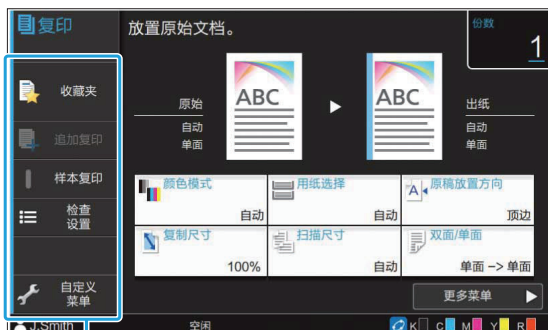 复印
放置原始文档。
份数
1
收藏夹
追加复印
样本复印
检查
设置
自定义
菜单
原始
自动
单面
ABC
ABC
出纸
自动
单面
颜色模式
自动
用纸选择
自动
原稿放置方向
A
顶边
复制尺寸
100%
扫描尺寸
自动
双面/单面
单面 -> 单面
更多菜单
J.Smith
空闲
K C M Y R